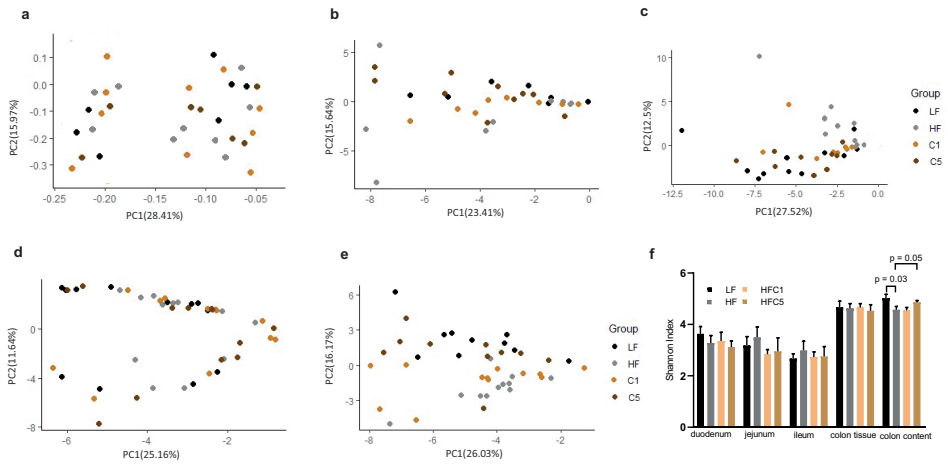 a
0.1
0.0
-0.1
-0.2
-0.3
PC2(15.97%)
-0.25 -0.20 -0.15 -0.10 -0.05
PC1(28.41%)
b
5
0
-5
PC2(15.64%)
-8 -6 -4 -2 0
PC1(23.41%)
c
10
5
0
PC2(12.5%)
-12.5 -10.0 -7.5 -5.0 -2.5 0.0
PC1(27.52%)
Group
LF
HF
C1
C5
d
0
-4
-8
PC2(11.64%)
-6 -4 -2
PC1(25.16%)
e
6
3
0
-3
PC2(16.17%)
-8 -6 -4 -2
PC1(26.03%)
Group
LF
HF
C1
C5
f
p = 0.05
p = 0.03
LF HFC1
HF HFC5
6
4
2
0
Shannon Index
duodenum jejunum ileum colon tissue colon content